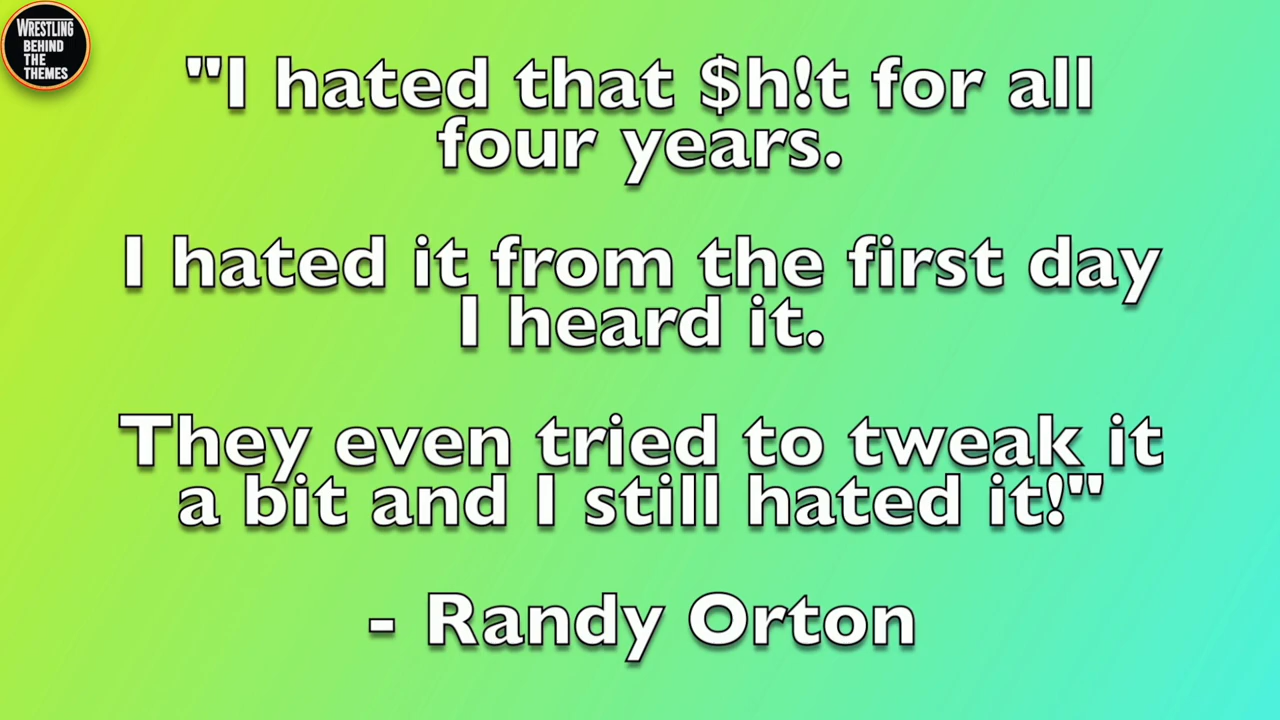 WRESTLING
BEHIND
THE
THEMES
"I hated that $h!t for all
four years.
I hated it from the first day
I heard it.
They even tried to tweak it
a bit and I still hated it!"
- Randy Orton